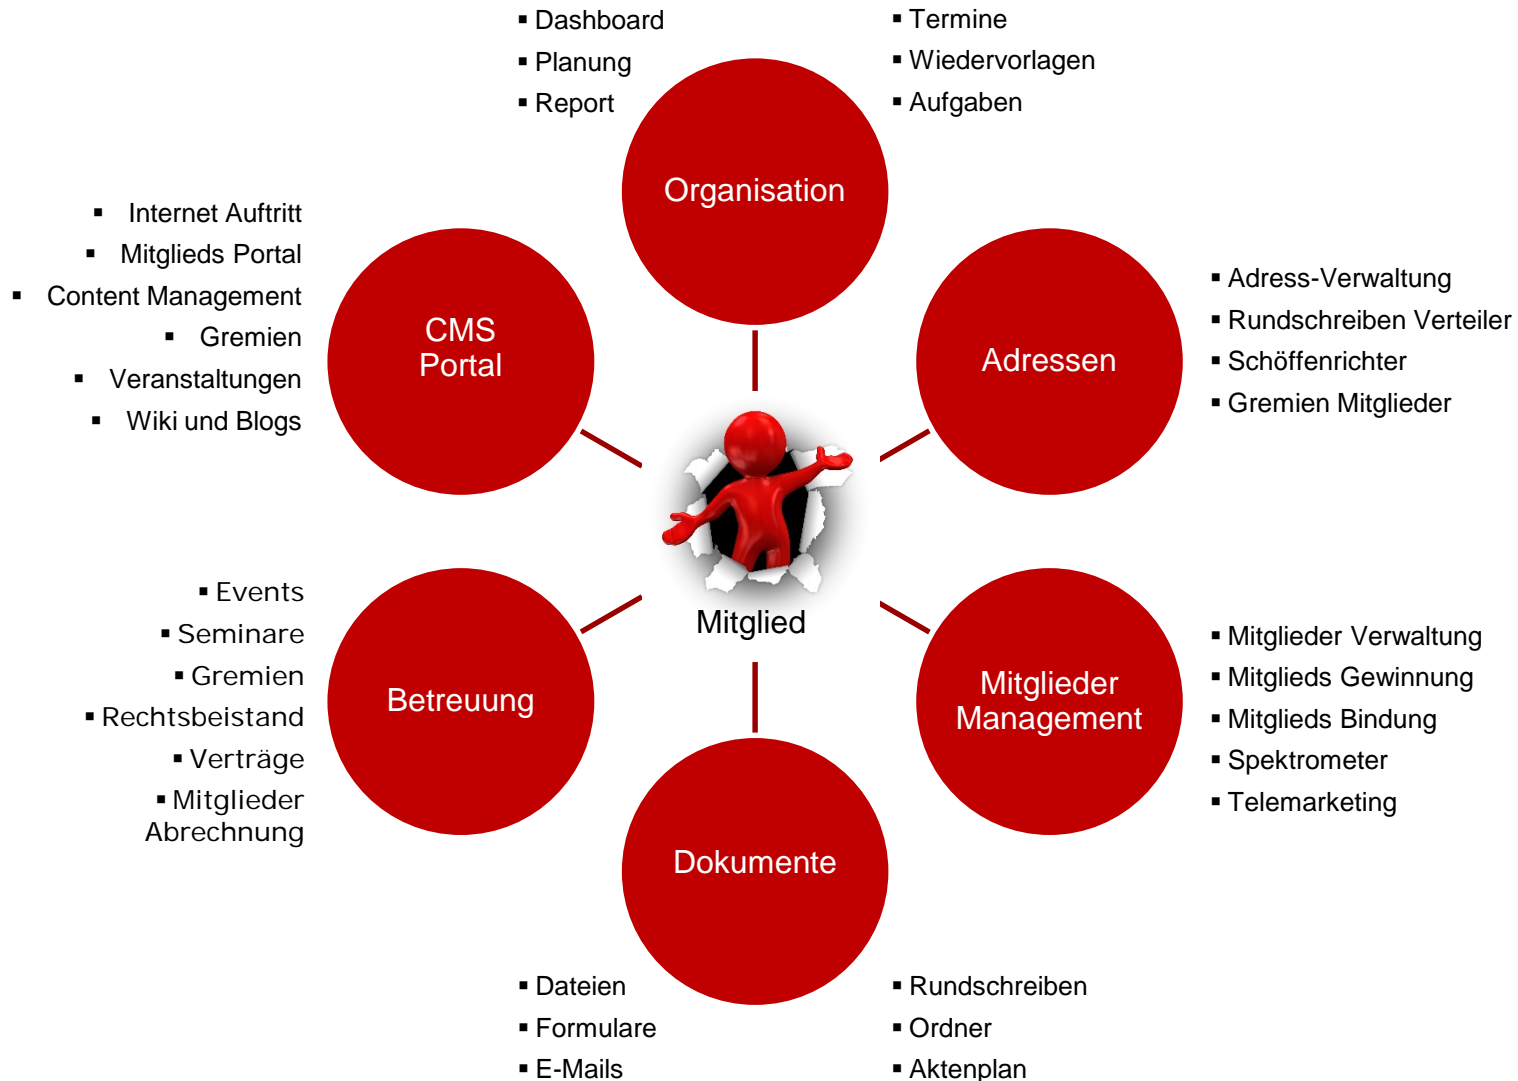 ▪ Dashboard
▪ Planung
▪ Report
▪ Termine
▪ Wiedervorlagen
▪ Aufgaben
Organisation
▪ Internet Auftritt
▪ Mitglieds Portal
▪ Content Management
▪ Gremien
▪ Veranstaltungen
▪ Wiki und Blogs
CMS
Portal
Adressen
▪ Adress-Verwaltung
▪ Rundschreiben Verteiler
▪ Schöffenrichter
▪ Gremien Mitglieder
Mitglied
▪ Events
▪ Seminare
▪ Gremien
▪ Rechtsbeistand
▪ Verträge
▪ Mitglieder
Abrechnung
Betreuung
Mitglieder
Management
▪ Mitglieder Verwaltung
▪ Mitglieds Gewinnung
▪ Mitglieds Bindung
▪ Spektrometer
▪ Telemarketing
Dokumente
▪ Dateien
▪ Formulare
▪ E-Mails
▪ Rundschreiben
▪ Ordner
▪ Aktenplan